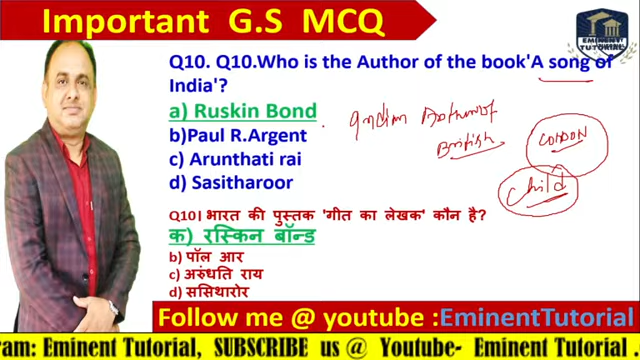 Important G.S MCQ
EMINENT
TUTORIAL
Q10. Q10.Who is the Author of the book'A song of
India'?
a) Ruskin Bond
b)Paul R.Argent
c) Arunthati rai
d) Sasitharoor
Indian Author of
British
LONDON
Child
Q10। भारत की पुस्तक 'गीत का लेखक' कौन है?
क) रस्किन बॉन्ड
b) पॉल आर
c) अरुंधति राय
d) ससिथारोर
Follow me @ youtube :EminentTutorial
ram: Eminent Tutorial, SUBSCRIBE us @ Youtube- Eminent Tutorial